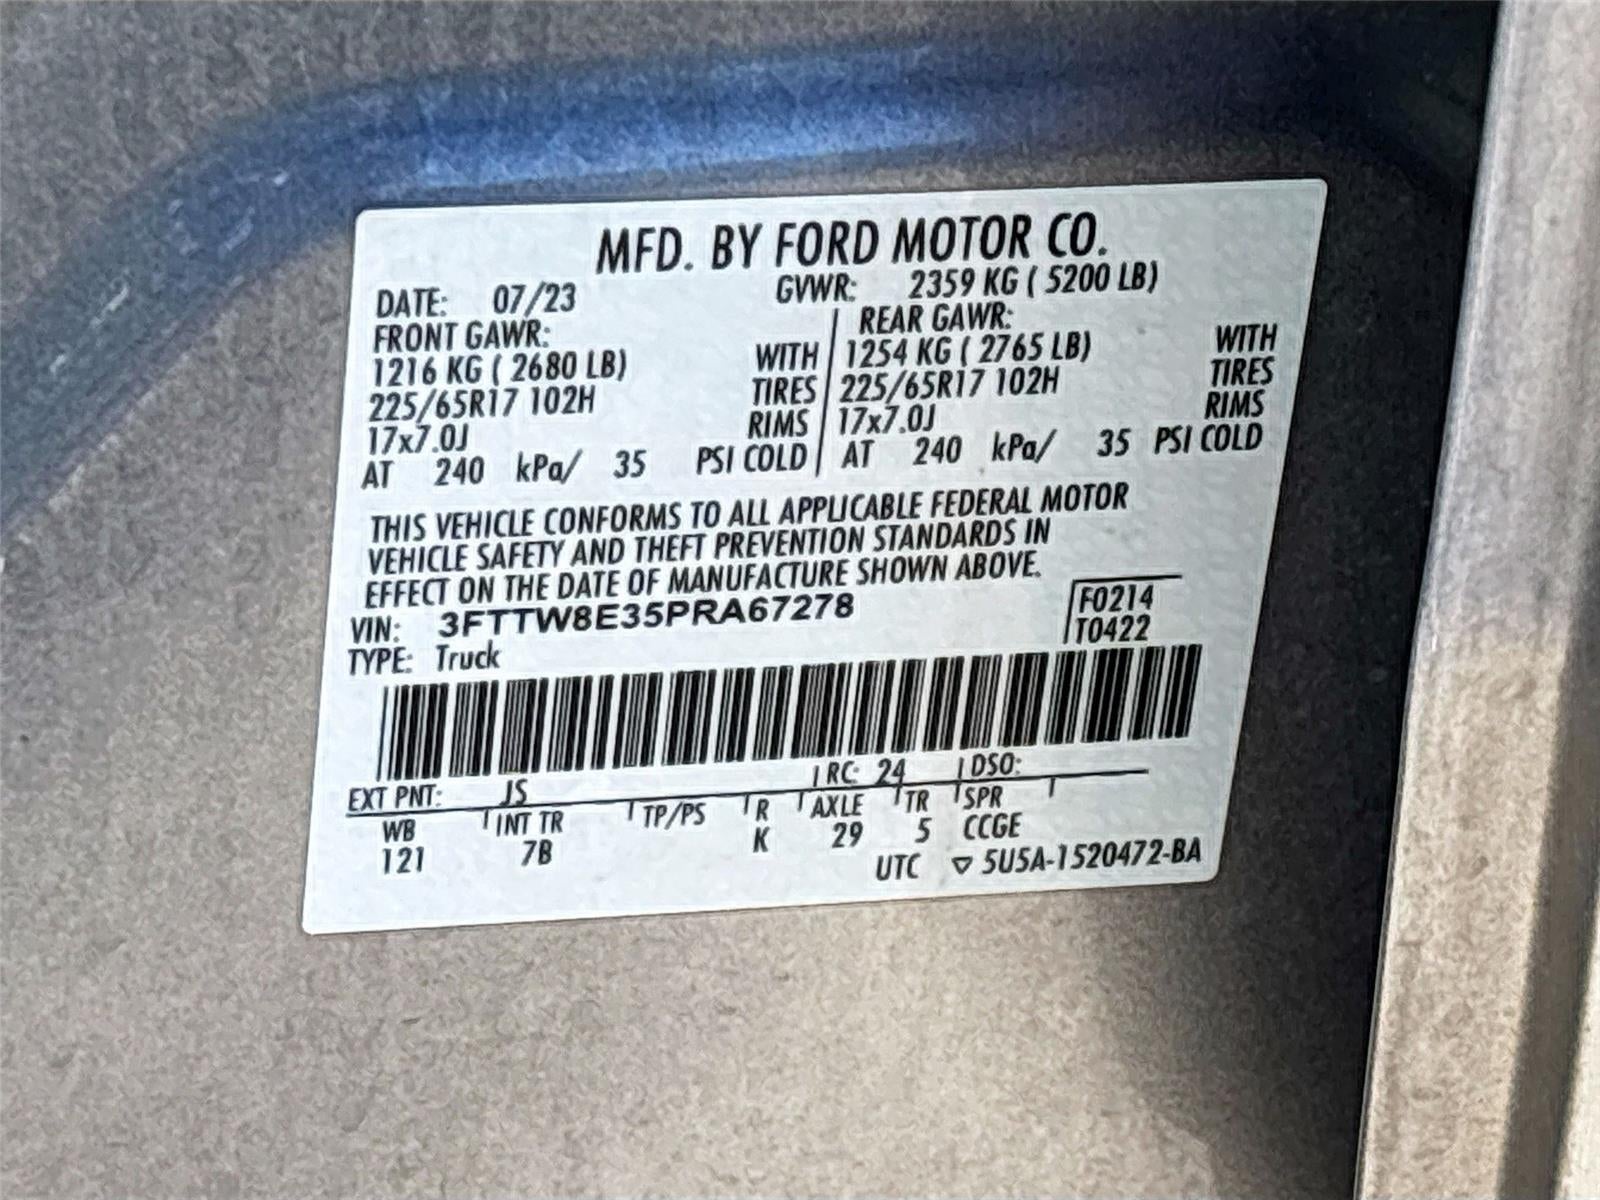 MFD. BY FORD MOTOR CO.
DATE: 07/23 GVWR: 2359 KG ( 5200 LB)
FRONT GAWR: REAR GAWR:
1216 KG ( 2680 LB) WITH 1254 KG ( 2765 LB) WITH
225/65R17 102H TIRES 225/65R17 102H TIRES
17x7.0J RIMS 17x7.0J RIMS
AT 240 kPa/ 35 PSI COLD AT 240 kPa/ 35 PSI COLD
THIS VEHICLE CONFORMS TO ALL APPLICABLE FEDERAL MOTOR
VEHICLE SAFETY AND THEFT PREVENTION STANDARDS IN
EFFECT ON THE DATE OF MANUFACTURE SHOWN ABOVE.
VIN: 3FTTW8E35PRA67278 F0214
TYPE: Truck T0422
EXT PNT: JS RC: 24 DSO:
WB INT TR TP/PS R AXLE TR SPR
121 7B K 29 5 CCGE
UTC ▽ 5U5A-1520472-BA